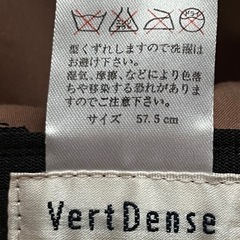 型くずれしますので洗濯は
お避け下さい。
湿気、摩擦、などにより色落
ちや移染する恐れがありま
すのでご注意下さい。
サイズ 57.5cm
VertDense